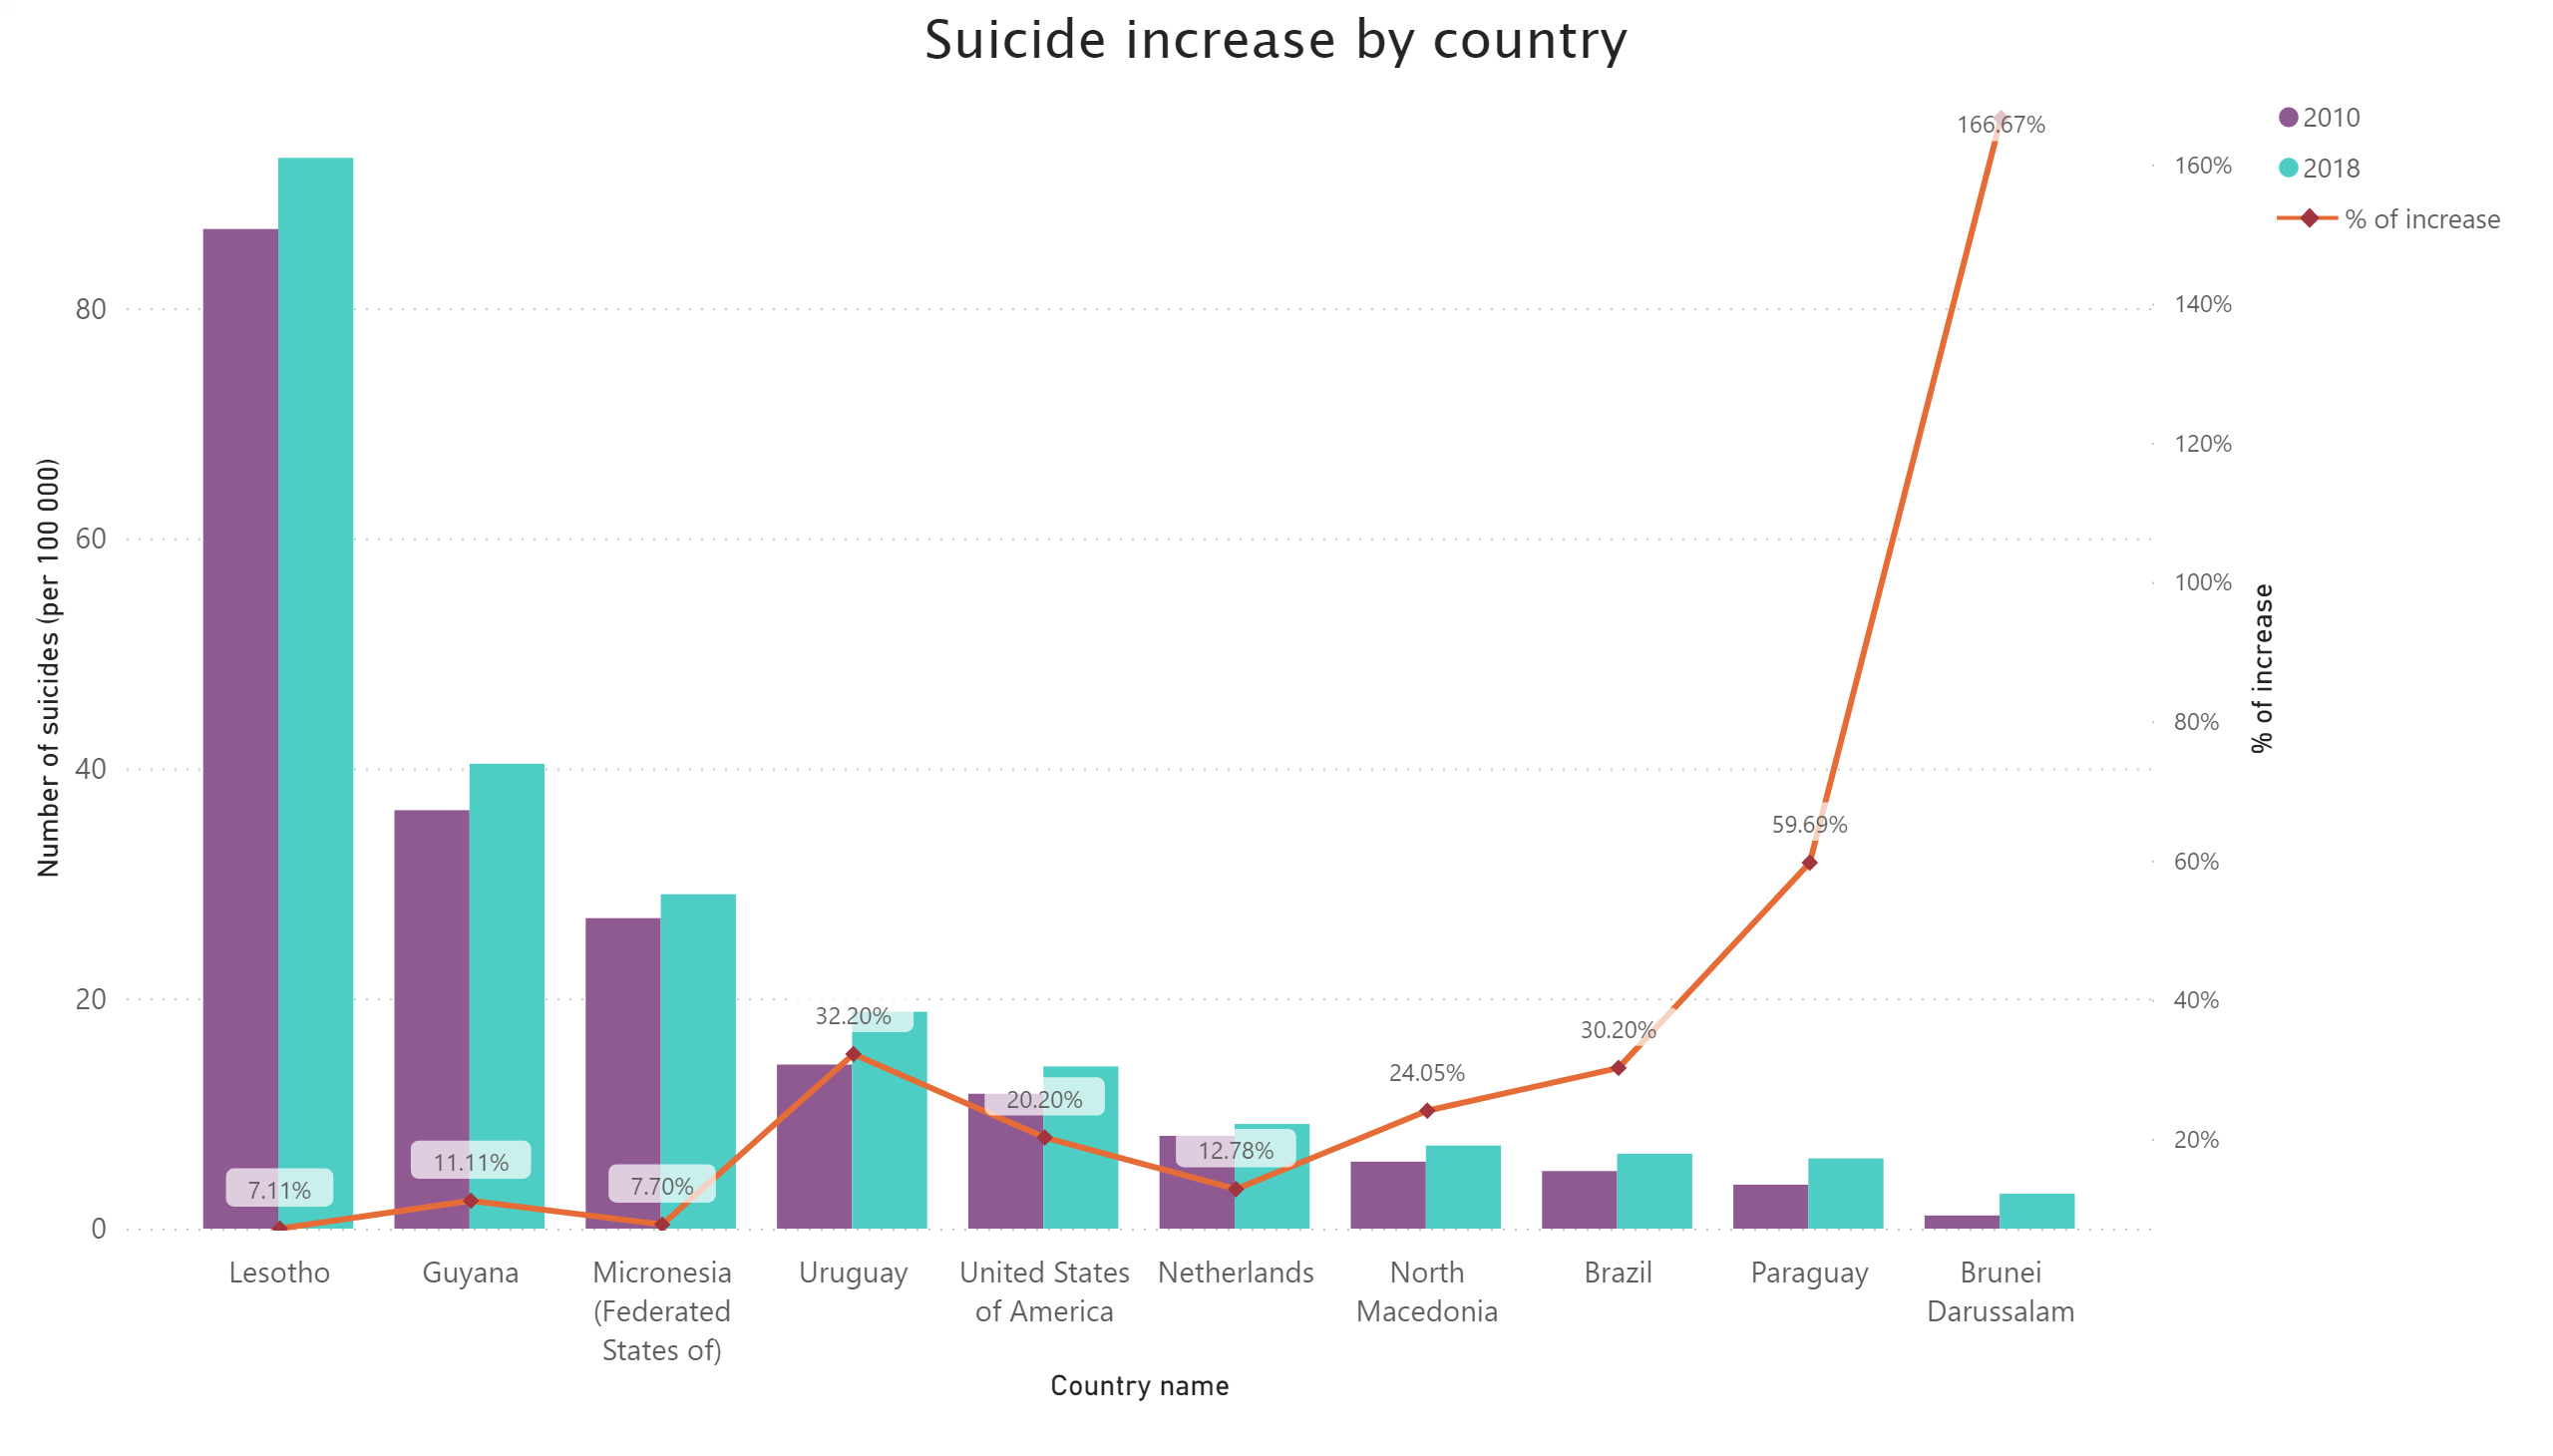 Suicide increase by country
2010
2018
% of increase
Number of suicides (per 100 000)
80
60
40
20
0
7.11%
11.11%
7.70%
32.20%
20.20%
12.78%
24.05%
30.20%
59.69%
166.67%
160%
140%
120%
100%
80%
60%
40%
20%
% of increase
Lesotho
Guyana
Micronesia
(Federated
States of)
Uruguay
United States
of America
Netherlands
North
Macedonia
Brazil
Paraguay
Brunei
Darussalam
Country name